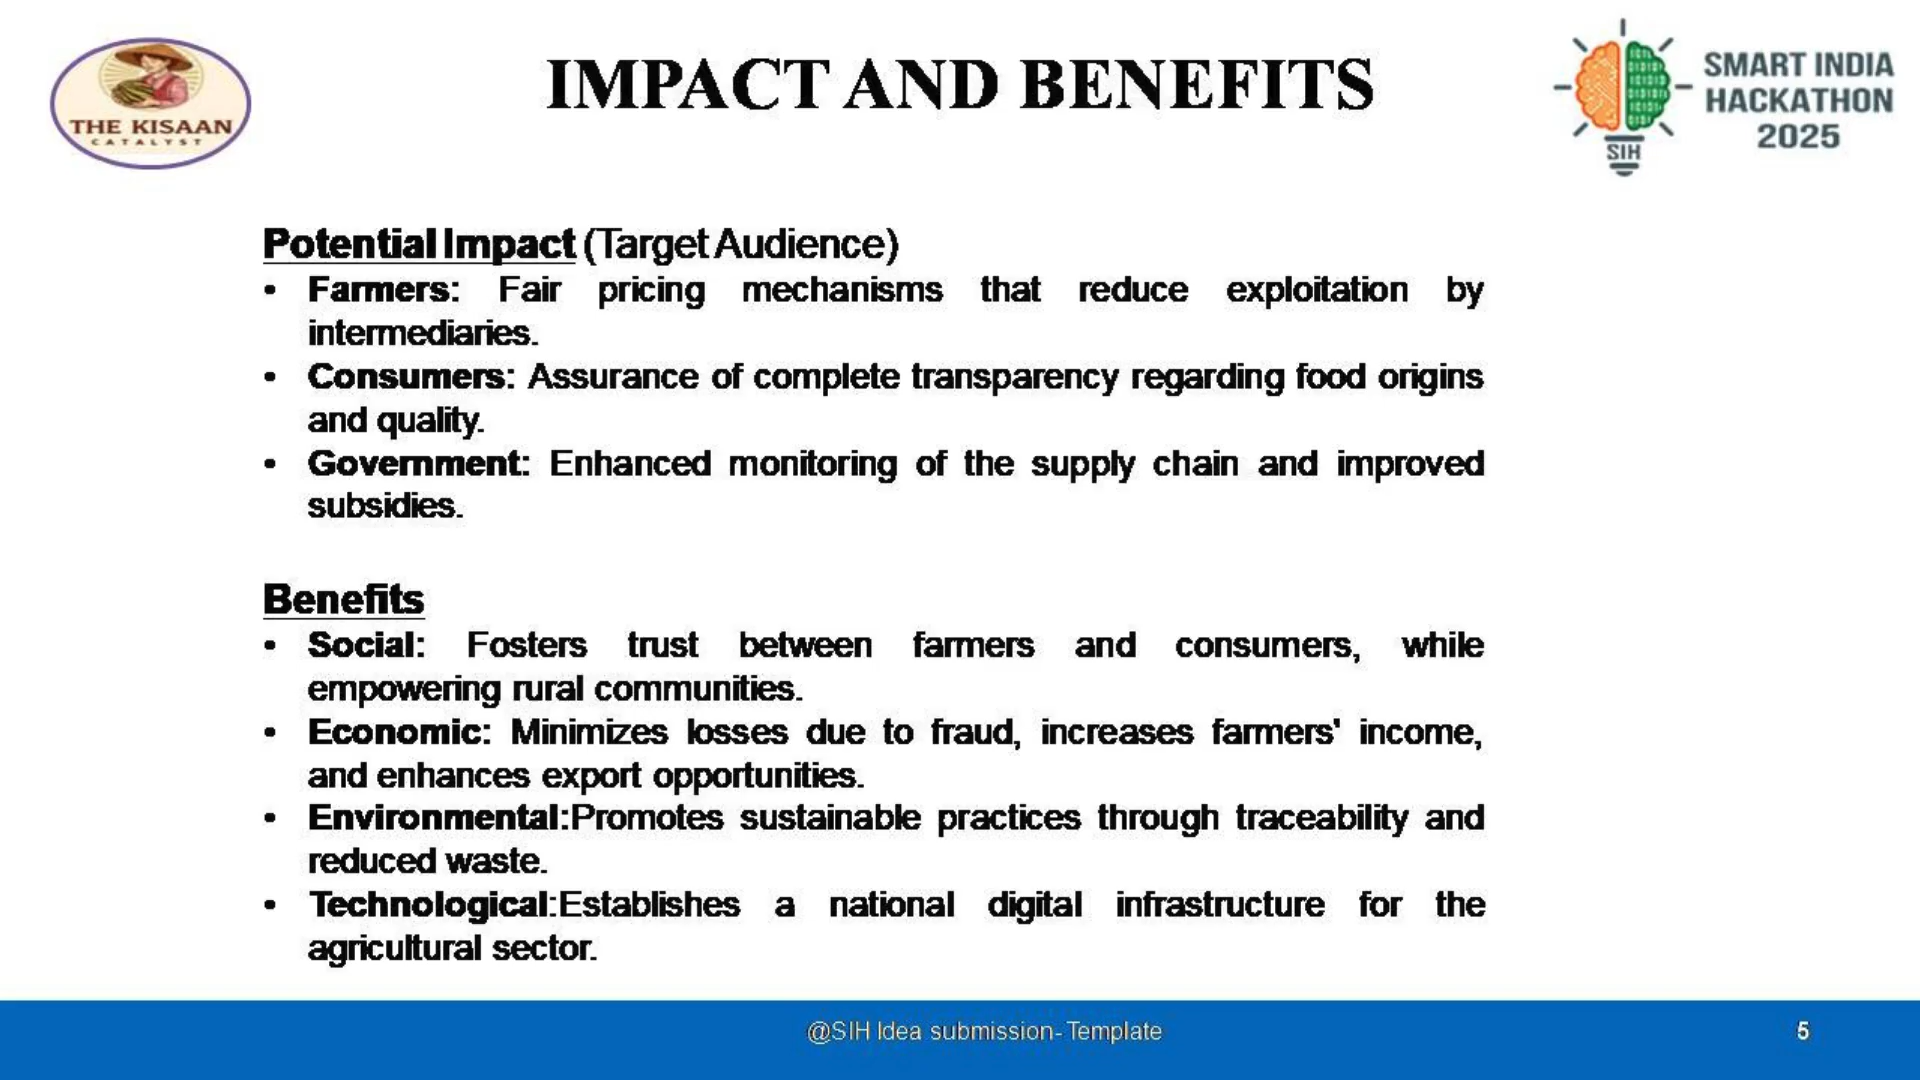 THE KISAAN
CATALYST
IMPACT AND BENEFITS
SIH
SMART INDIA
HACKATHON
2025
Potential Impact (Target Audience)
• Farmers: Fair pricing mechanisms that reduce exploitation by
intermediaries.
• Consumers: Assurance of complete transparency regarding food origins
and quality.
• Government: Enhanced monitoring of the supply chain and improved
subsidies.
Benefits
• Social: Fosters trust between farmers and consumers, while
empowering rural communities.
• Economic: Minimizes losses due to fraud, increases farmers' income,
and enhances export opportunities.
• Environmental:Promotes sustainable practices through traceability and
reduced waste.
• Technological:Establishes a national digital infrastructure for the
agricultural sector.
@SIH Idea submission- Template
5